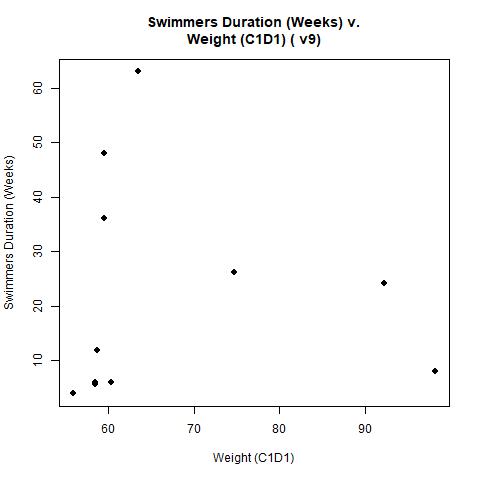 Swimmers Duration (Weeks) v.
Weight (C1D1) ( v9)
Swimmers Duration (Weeks)
60
50
40
30
20
10
60 70 80 90
Weight (C1D1)